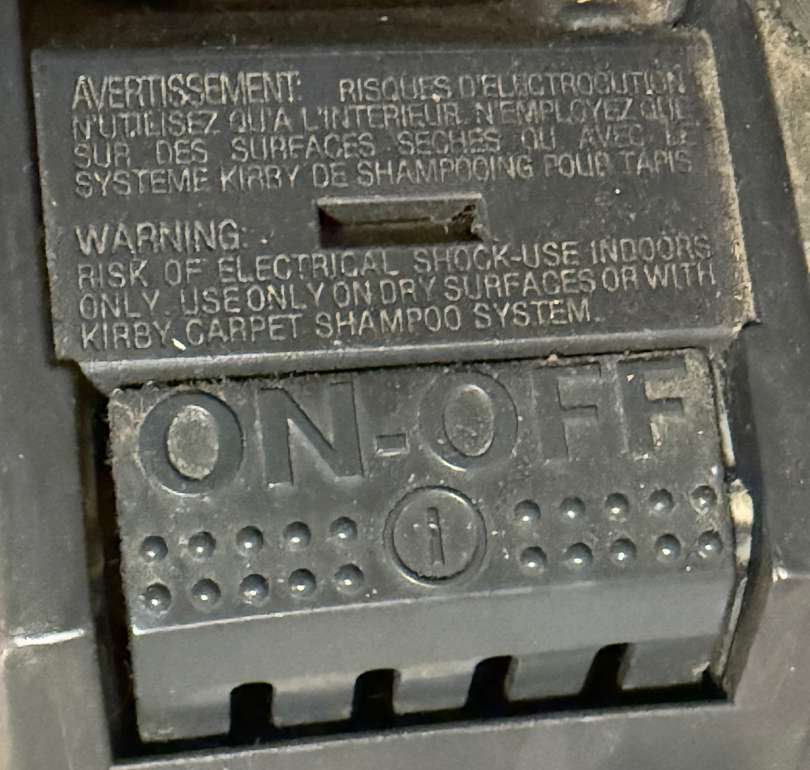 AVERTISSEMENT: RISQUES D'ELECTROCUTION
N'UTILISEZ QU'A L'INTERIEUR. N'EMPLOYEZ QUE
SUR DES SURFACES SECHES OU AVEC LE
SYSTEME KIRBY DE SHAMPOOING POUR TAPIS
WARNING:
RISK OF ELECTRICAL SHOCK-USE INDOORS
ONLY. USE ONLY ON DRY SURFACES OR WITH
KIRBY CARPET SHAMPOO SYSTEM.
ON-OFF